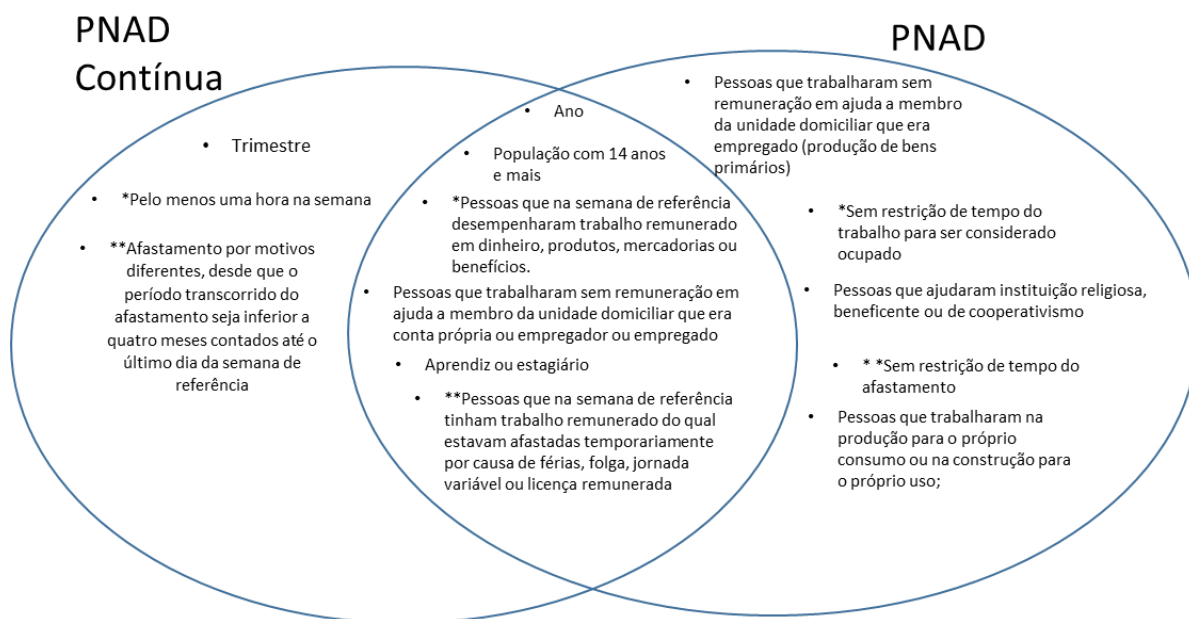 PNAD
Contínua
• Trimestre
• *Pelo menos uma hora na semana
• **Afastamento por motivos
diferentes, desde que o
período transcorrido do
afastamento seja inferior a
quatro meses contados até o
último dia da semana de
referência
• Ano
• População com 14 anos
e mais
• *Pessoas que na semana de referência
desempenharam trabalho remunerado
em dinheiro, produtos, mercadorias ou
benefícios.
• Pessoas que trabalharam sem remuneração em
ajuda a membro da unidade domiciliar que era
conta própria ou empregador ou empregado
• Aprendiz ou estagiário
• **Pessoas que na semana de referência
tinham trabalho remunerado do qual
estavam afastadas temporariamente
por causa de férias, folga, jornada
variável ou licença remunerada
PNAD
• Pessoas que trabalharam sem
remuneração em ajuda a membro
da unidade domiciliar que era
empregado (produção de bens
primários)
• *Sem restrição de tempo do
trabalho para ser considerado
ocupado
• Pessoas que ajudaram instituição religiosa,
beneficente ou de cooperativismo
• * *Sem restrição de tempo do
afastamento
• Pessoas que trabalharam na
produção para o próprio
consumo ou na construção para
o próprio uso;